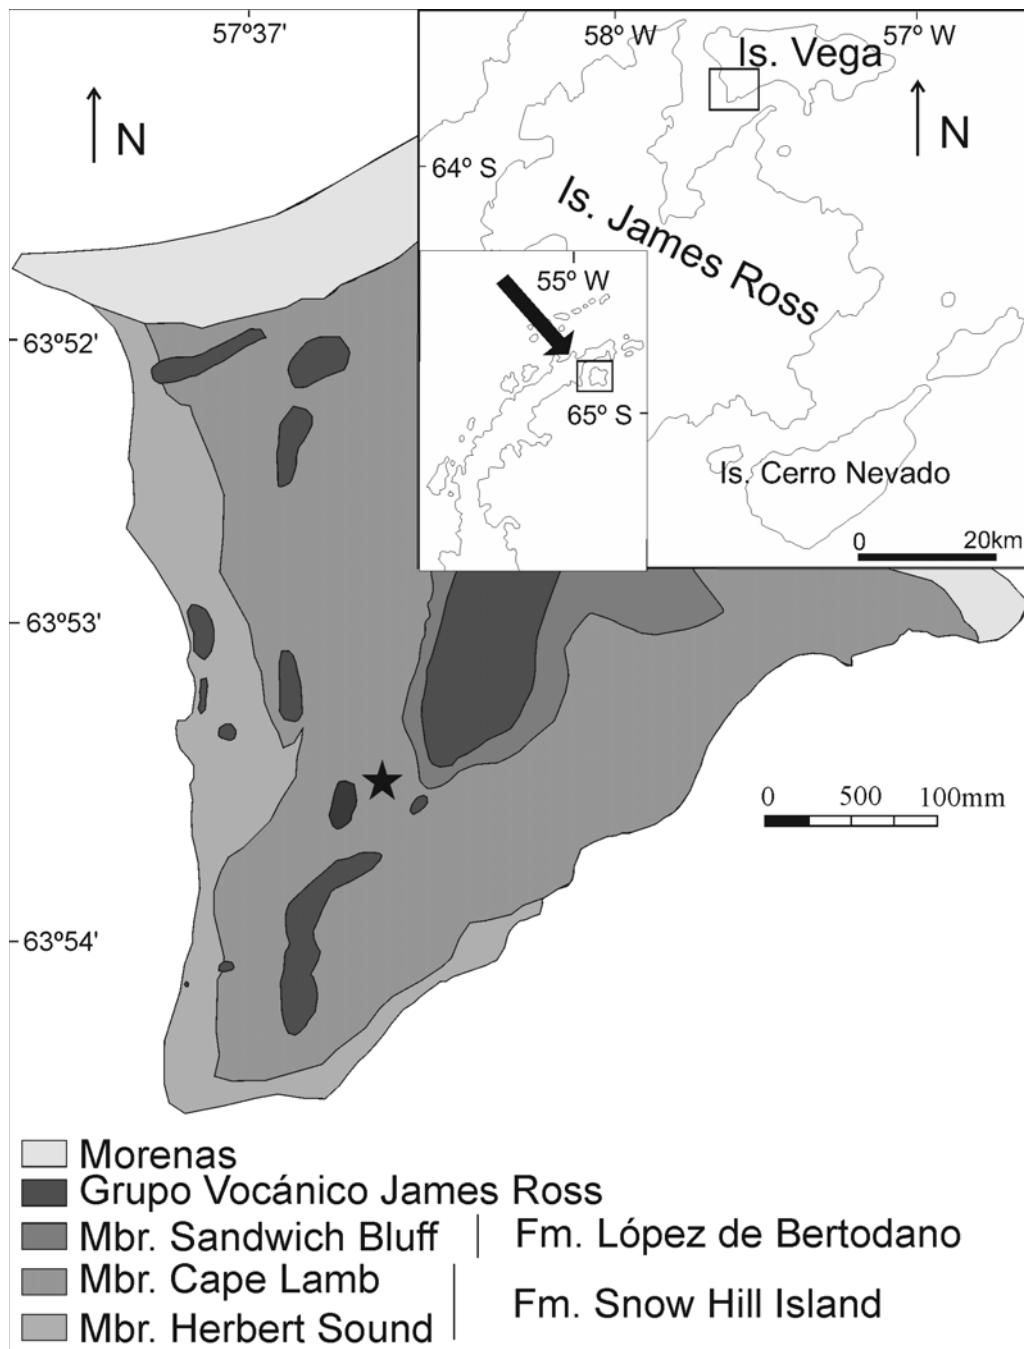 57º37'
58º W
57º W
Is. Vega
N
N
64º S
Is. James Ross
55º W
63º52'
65º S
Is. Cerro Nevado
0 20km
63º53'
0 500 100mm
63º54'
Morenas
Grupo Vocánico James Ross
Mbr. Sandwich Bluff Fm. López de Bertodano
Mbr. Cape Lamb
Fm. Snow Hill Island
Mbr. Herbert Sound